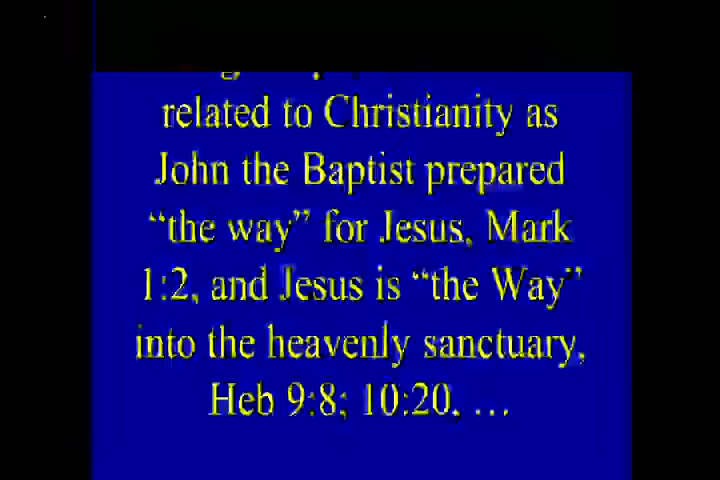 related to Christianity as
John the Baptist prepared
“the way” for Jesus, Mark
1:2, and Jesus is “the Way”
into the heavenly sanctuary,
Heb 9:8; 10:20, …